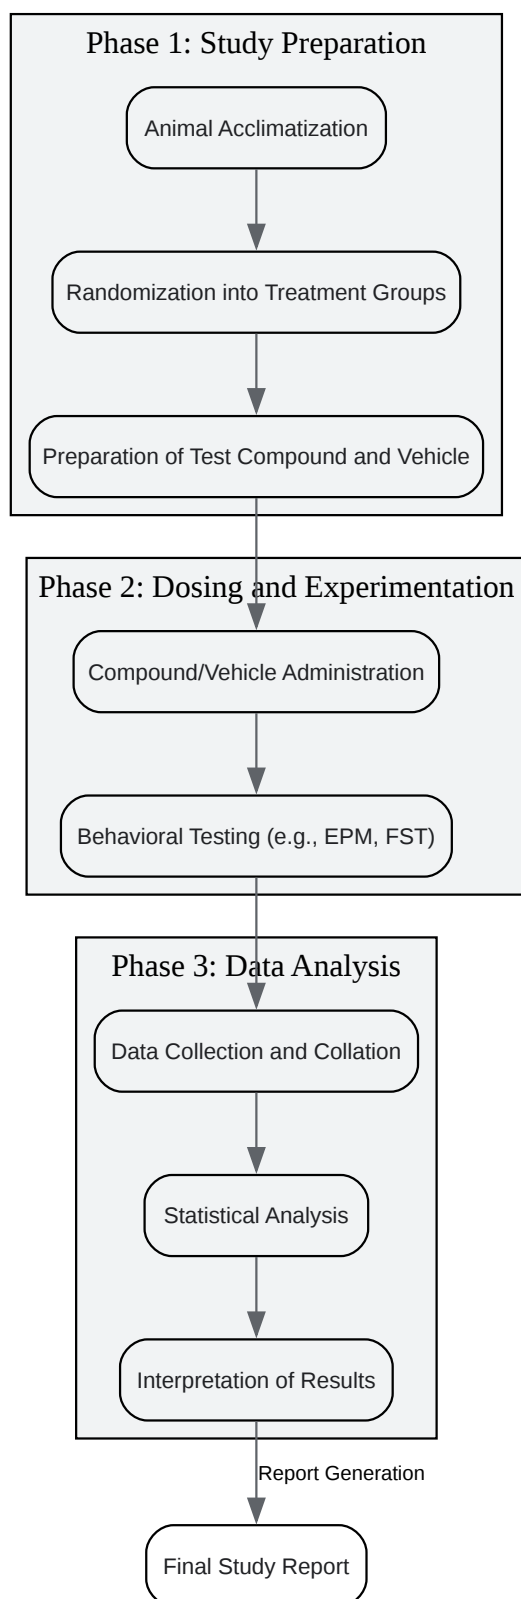 Phase 1: Study Preparation
Animal Acclimatization
Randomization into Treatment Groups
Preparation of Test Compound and Vehicle
Phase 2: Dosing and Experimentation
Compound/Vehicle Administration
Behavioral Testing (e.g., EPM, FST)
Phase 3: Data Analysis
Data Collection and Collation
Statistical Analysis
Interpretation of Results
Report Generation
Final Study Report